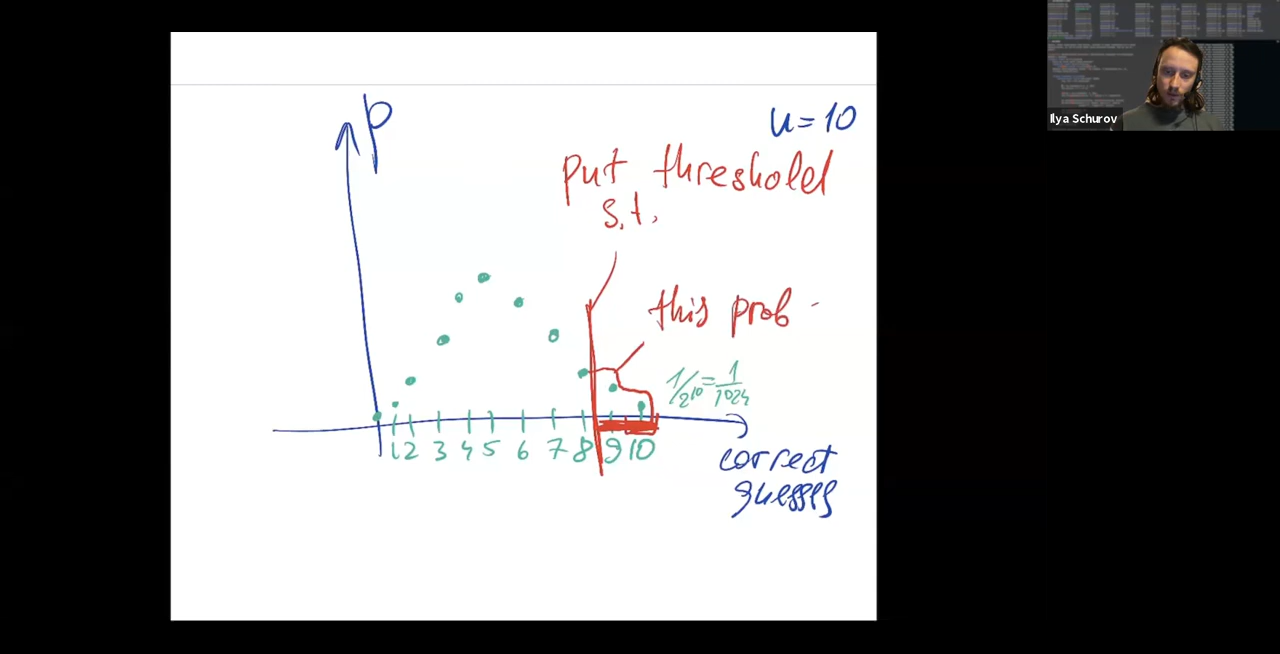 p
n = 10
put threshold
s.t.
this prob
1/2^10 = 1/1024
1 2 3 4 5 6 7 8 9 10
correct
guesses
Ilya Schurov